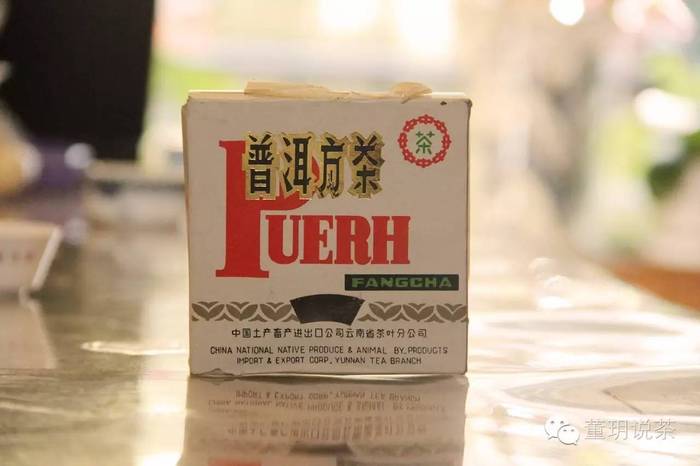 普洱方茶
茶
PUERH
FANGCHA
中国土产畜产进出口公司云南省茶叶分公司
CHINA NATIONAL NATIVE PRODUCE & ANIMAL BY.PRODUCTS
IMPORT & EXPORT CORP., YUNNAN TEA BRANCH
董玥说茶